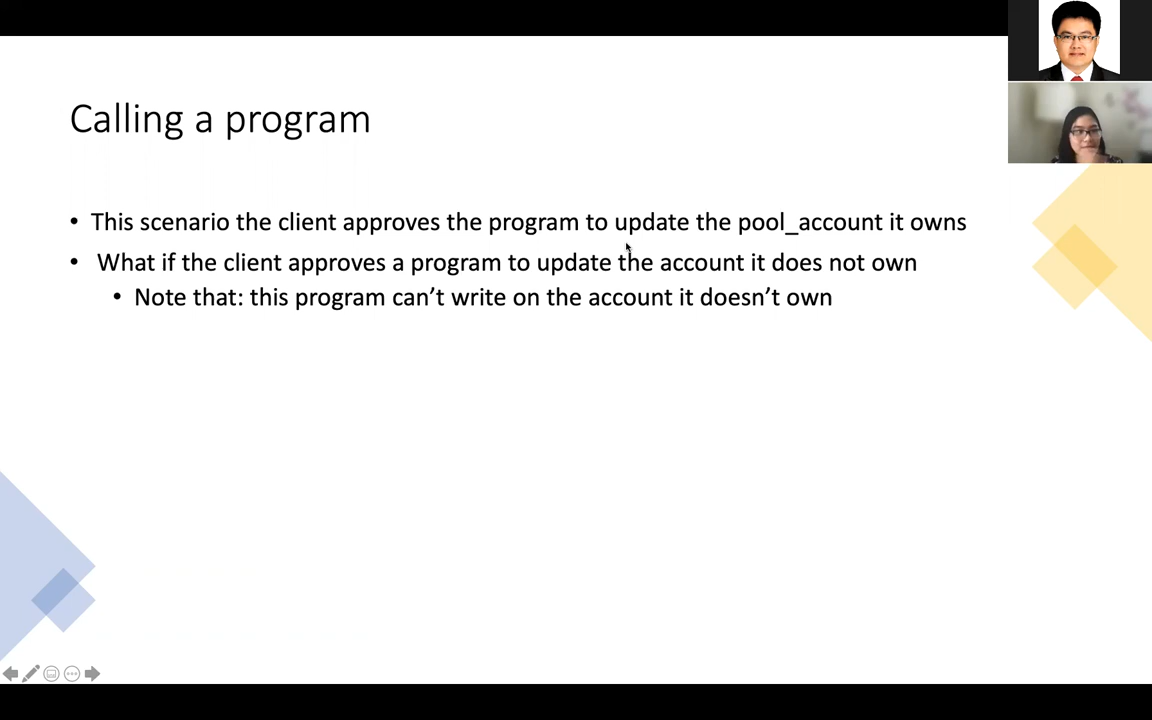 Calling a program
• This scenario the client approves the program to update the pool_account it owns
• What if the client approves a program to update the account it does not own
• Note that: this program can’t write on the account it doesn’t own